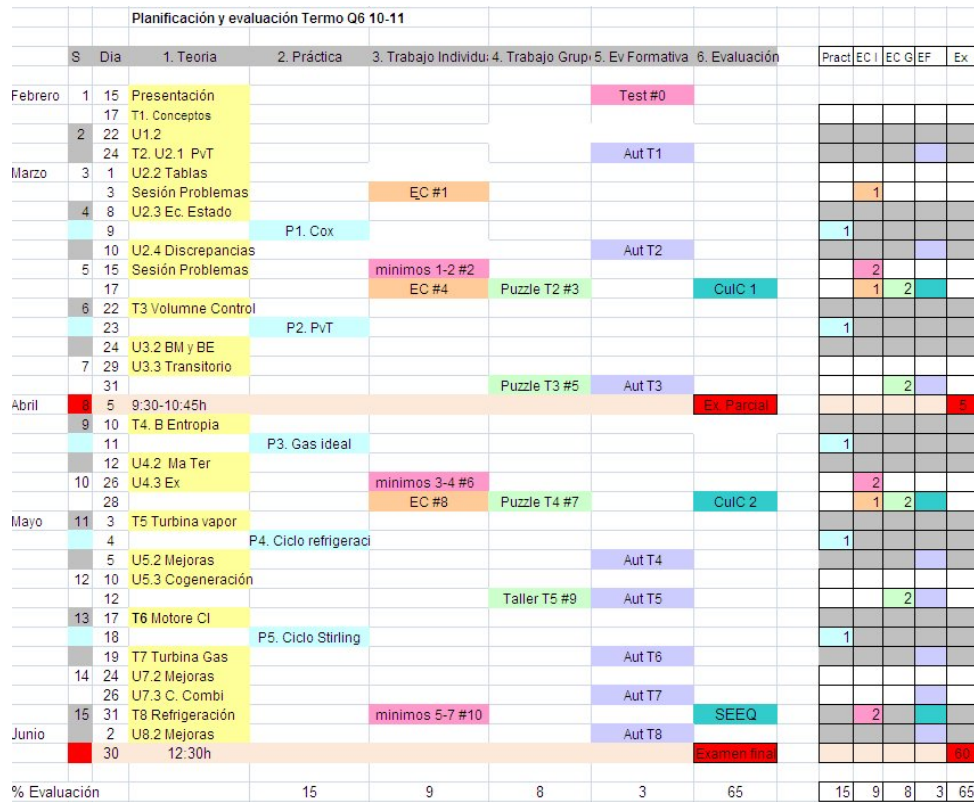 Planificación y evaluación Termo Q6 10-11
S Dia 1. Teoria 2. Práctica 3. Trabajo Individu 4. Trabajo Grup 5. Ev Formativa 6. Evaluación Pract EC I EC G EF Ex
Febrero 1 15 Presentación Test #0
17 T1. Conceptos
2 22 U1.2
24 T2. U2.1 PvT Aut T1
Marzo 3 1 U2.2 Tablas
3 Sesión Problemas EC #1 1
4 8 U2.3 Ec. Estado
9 P1. Cox 1
10 U2.4 Discrepancias Aut T2
5 15 Sesión Problemas minimos 1-2 #2 2
17 EC #4 Puzzle T2 #3 CuIC 1 1 2
6 22 T3 Volumne Control
23 P2. PvT 1
24 U3.2 BM y BE
7 29 U3.3 Transitorio
31 Puzzle T3 #5 Aut T3 2
Abril 8 5 9:30-10:45h Ex. Parcial 5
9 10 T4. B Entropia
11 P3. Gas ideal 1
12 U4.2 Ma Ter
10 26 U4.3 Ex minimos 3-4 #6 2
28 EC #8 Puzzle T4 #7 CuIC 2 1 2
Mayo 11 3 T5 Turbina vapor
4 P4. Ciclo refrigeraci 1
5 U5.2 Mejoras Aut T4
12 10 U5.3 Cogeneración
12 Taller T5 #9 Aut T5 2
13 17 T6 Motore CI
18 P5. Ciclo Stirling 1
19 T7 Turbina Gas Aut T6
14 24 U7.2 Mejoras
26 U7.3 C. Combi Aut T7
15 31 T8 Refrigeración minimos 5-7 #10 SEEQ 2
Junio 2 U8.2 Mejoras Aut T8
30 12:30h Examen final 60
% Evaluación 15 9 8 3 65 15 9 8 3 65